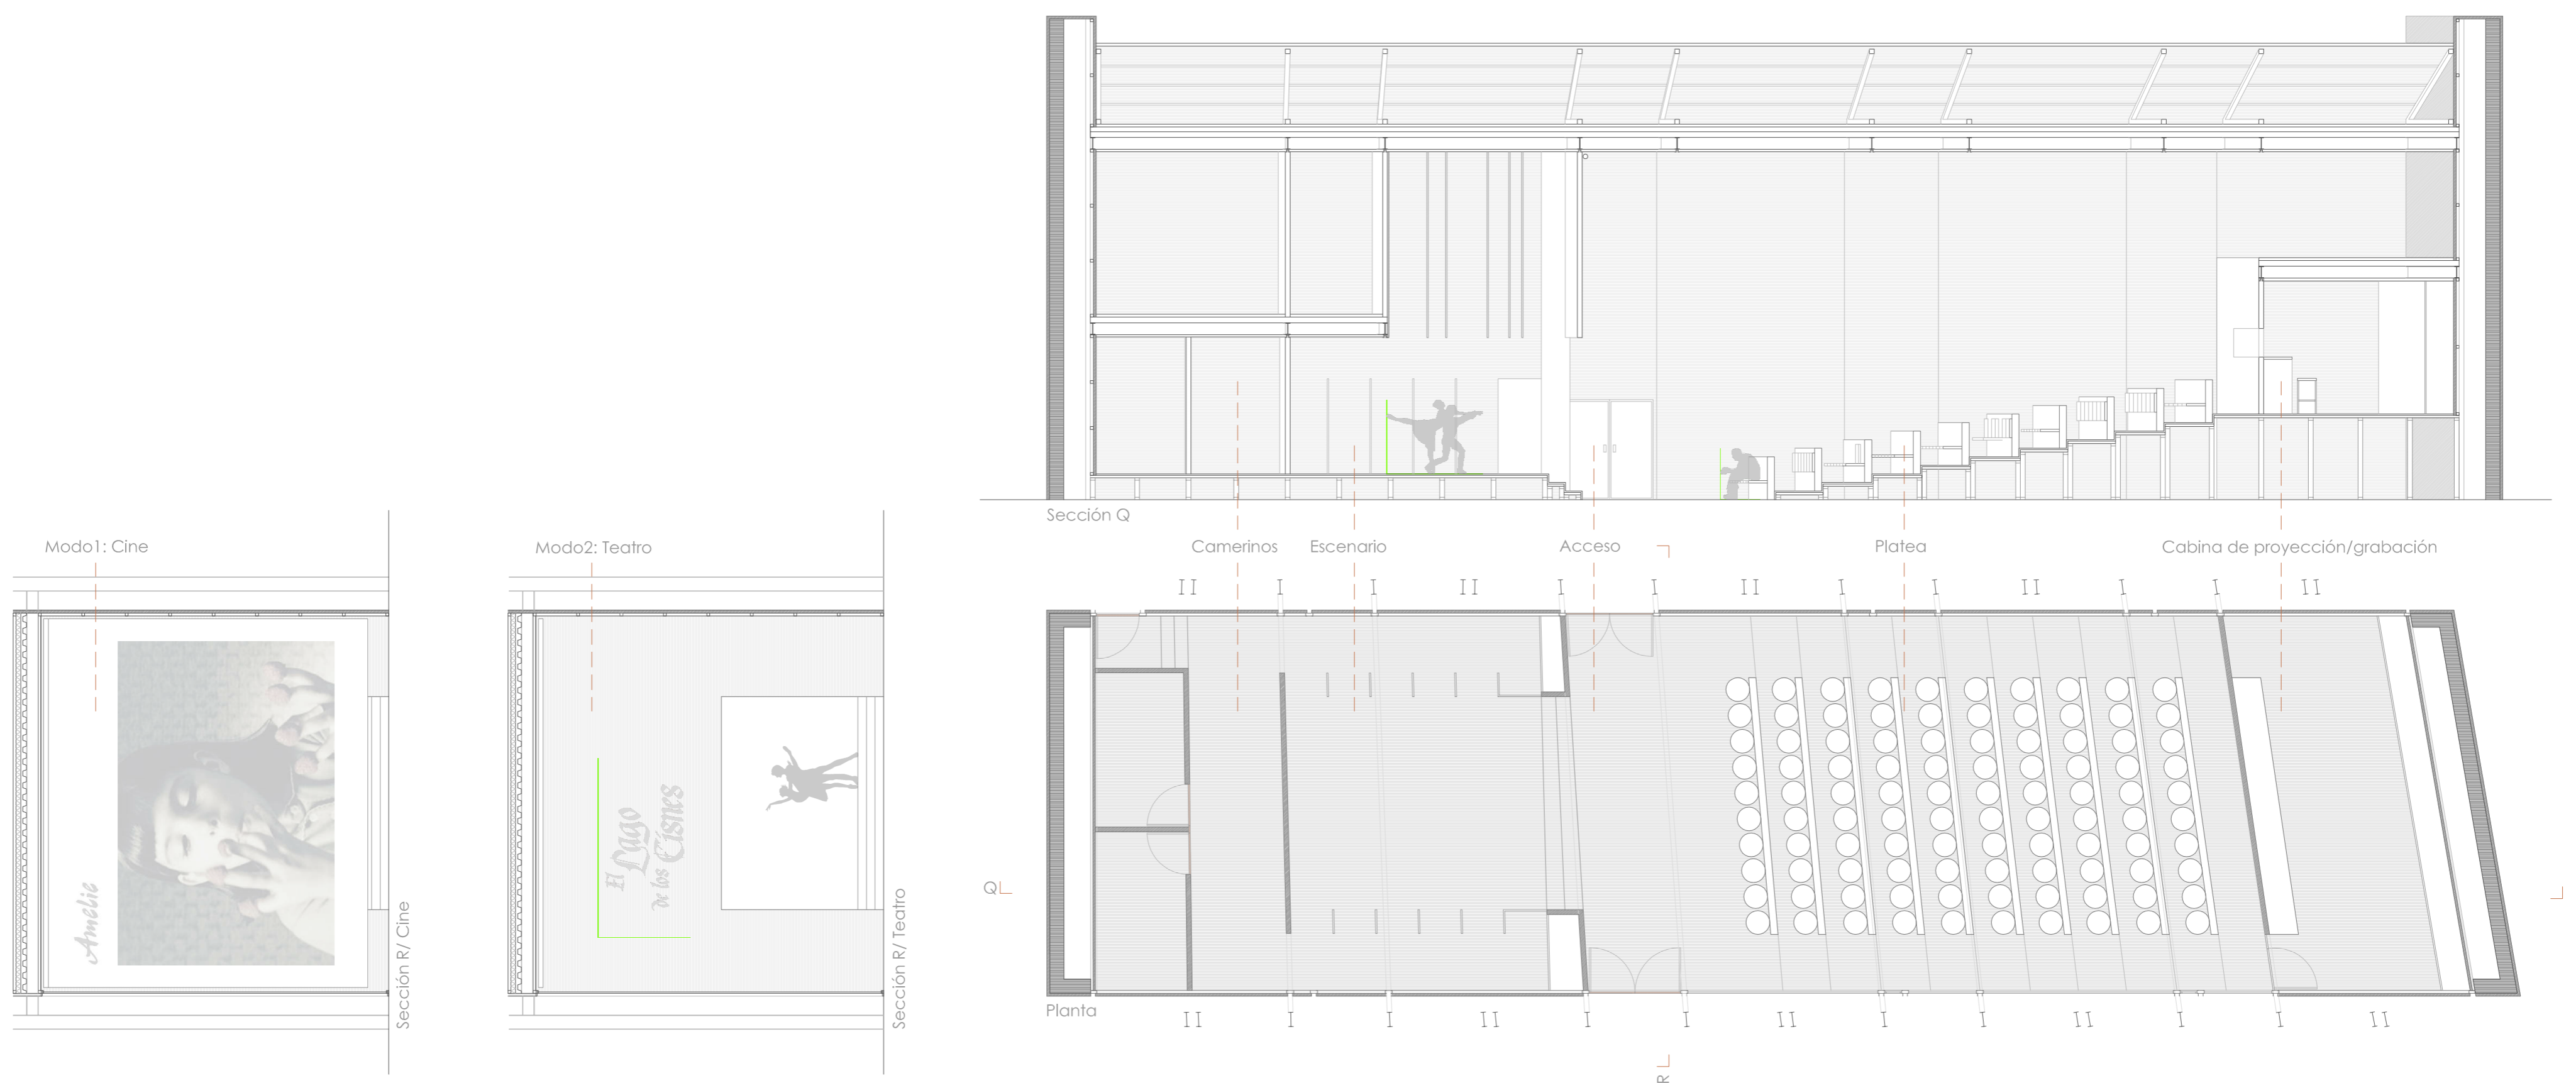 Sección Q
Modo1: Cine
Modo2: Teatro
Camerinos
Escenario
Acceso
Platea
Cabina de proyección/grabación
Amelie
El
Lago
de los
Cisnes
Sección R/ Cine
Sección R/ Teatro
Q
Planta
R